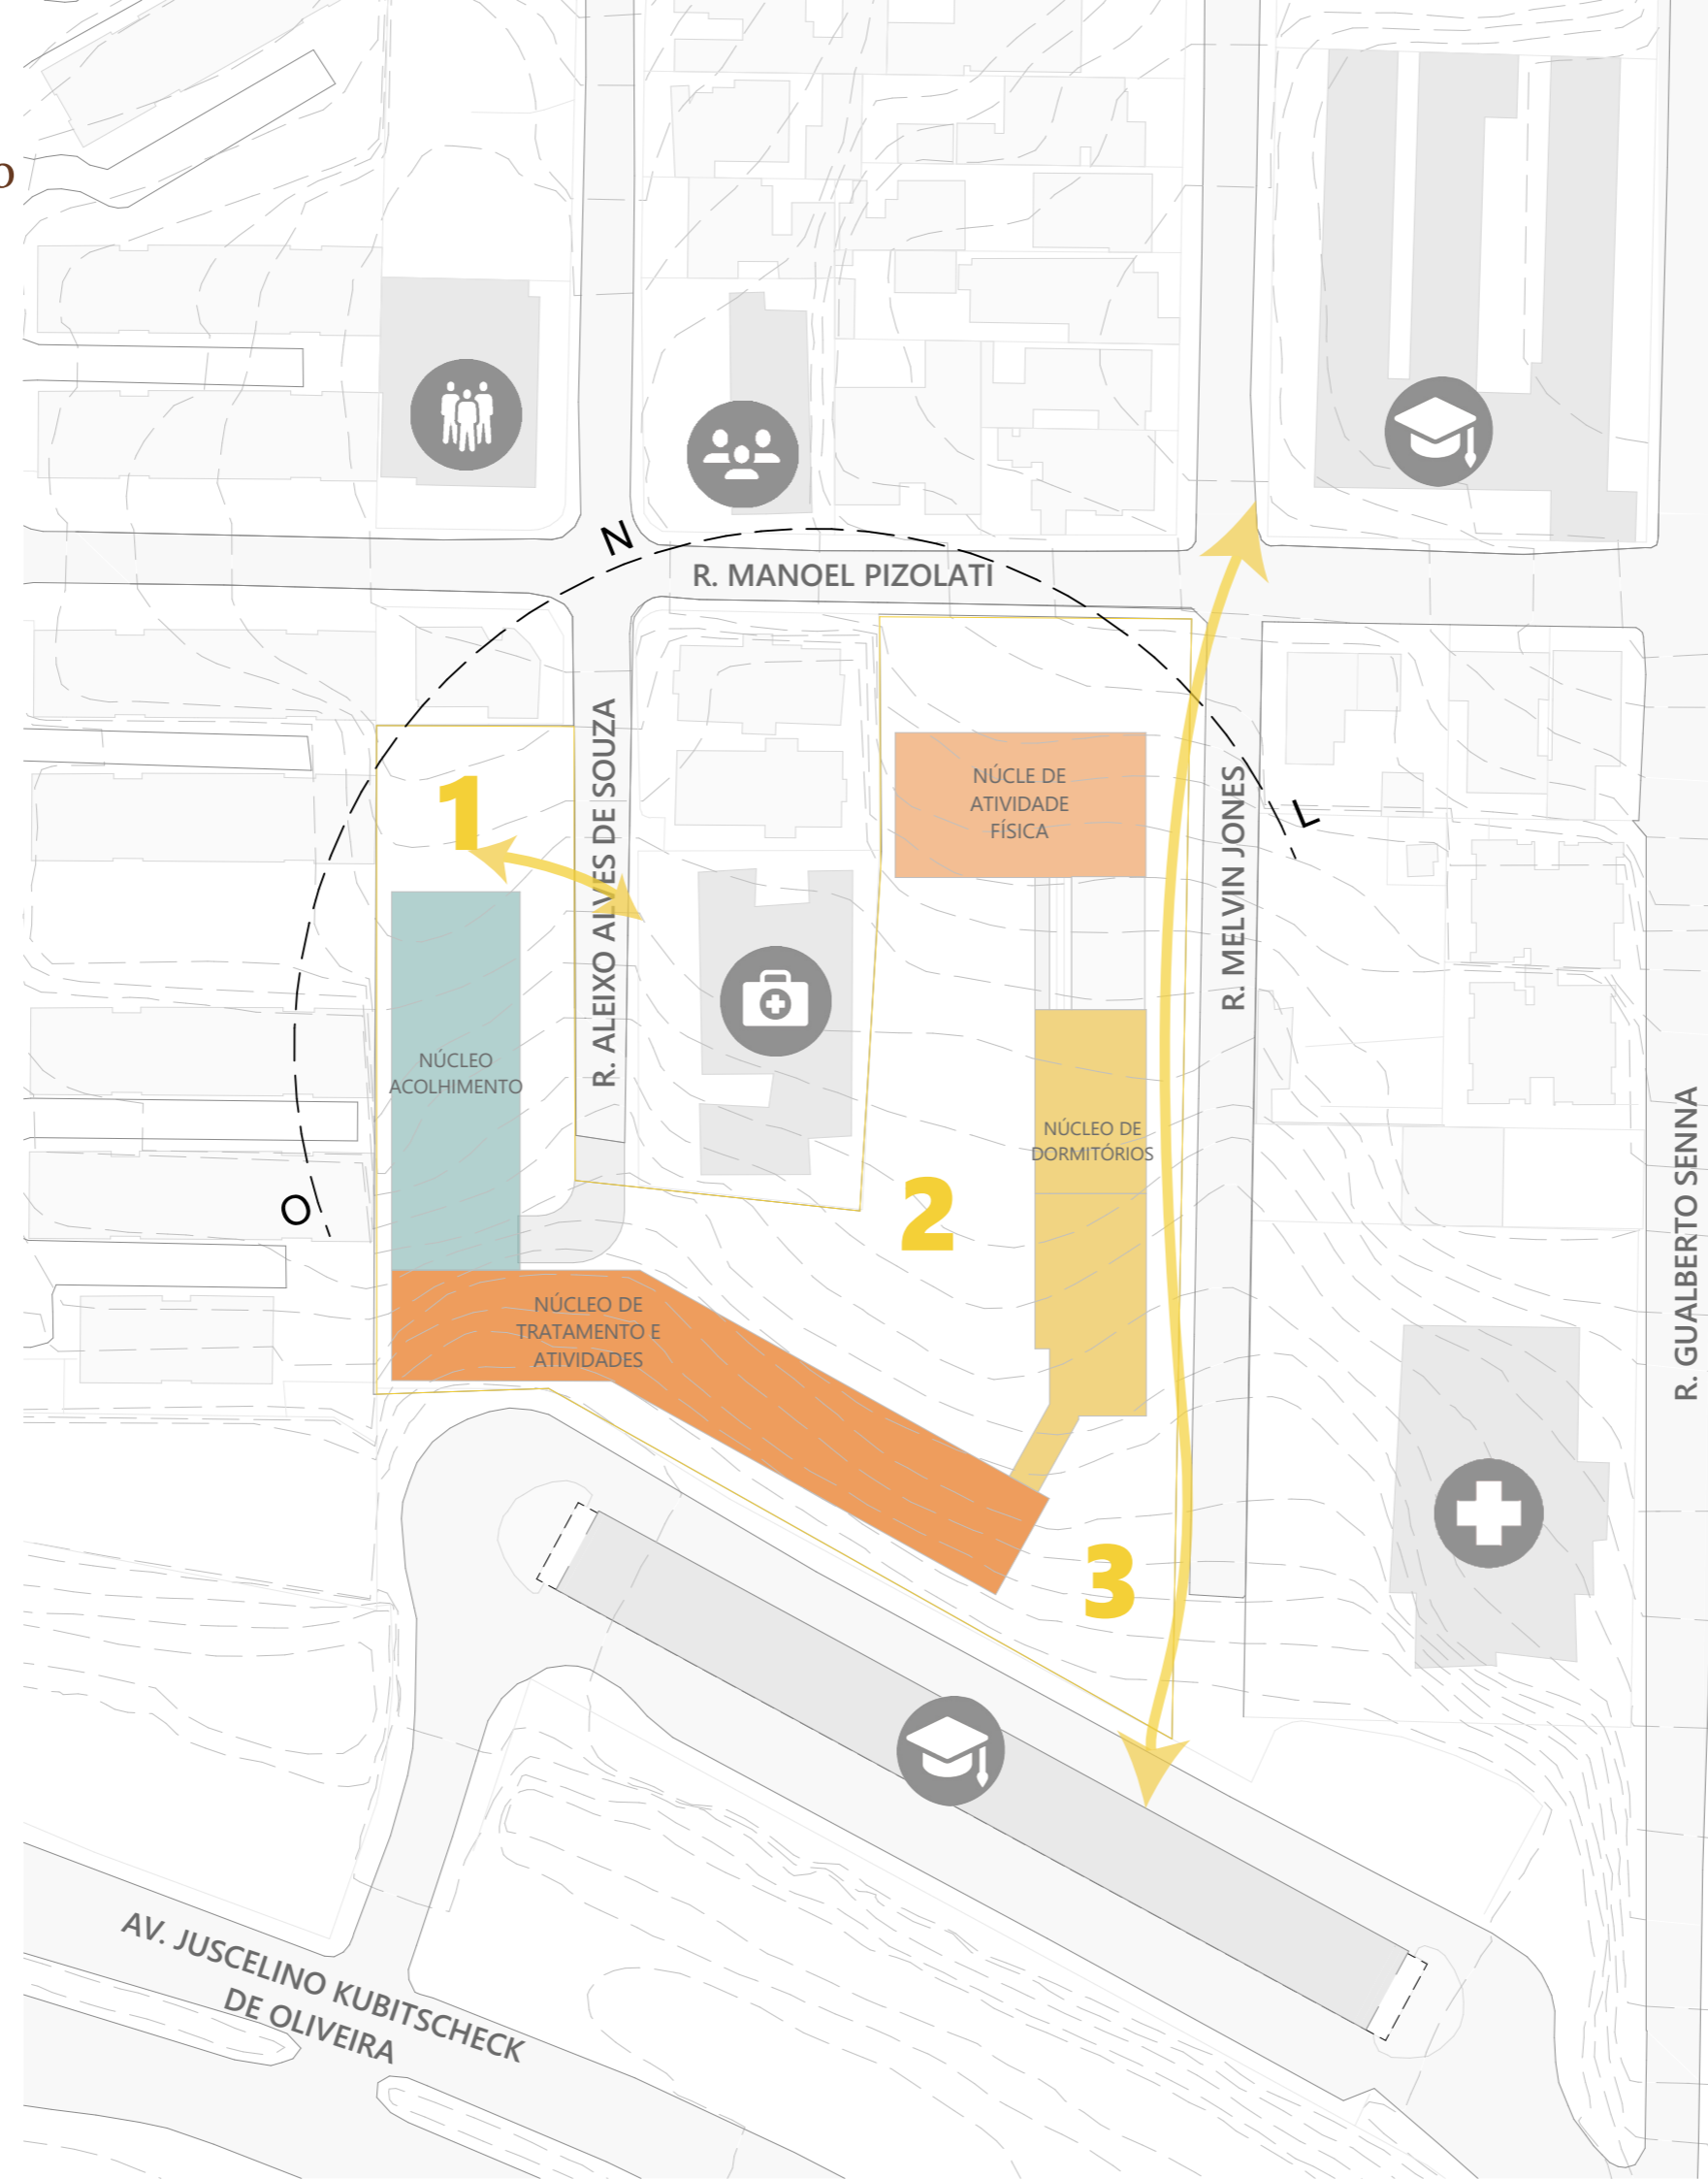 o
N
R. MANOEL PIZOLATI
R. ALEIXO ALVES DE SOUZA
1
NÚCLE DE
ATIVIDADE
FÍSICA
R. MELVIN JONES
L
NÚCLEO
ACOLHIMENTO
NÚCLEO DE
DORMITÓRIOS
R. GUALBERTO SENNA
O
2
NÚCLEO DE
TRATAMENTO E
ATIVIDADES
3
AV. JUSCELINO KUBITSCHECK
DE OLIVEIRA